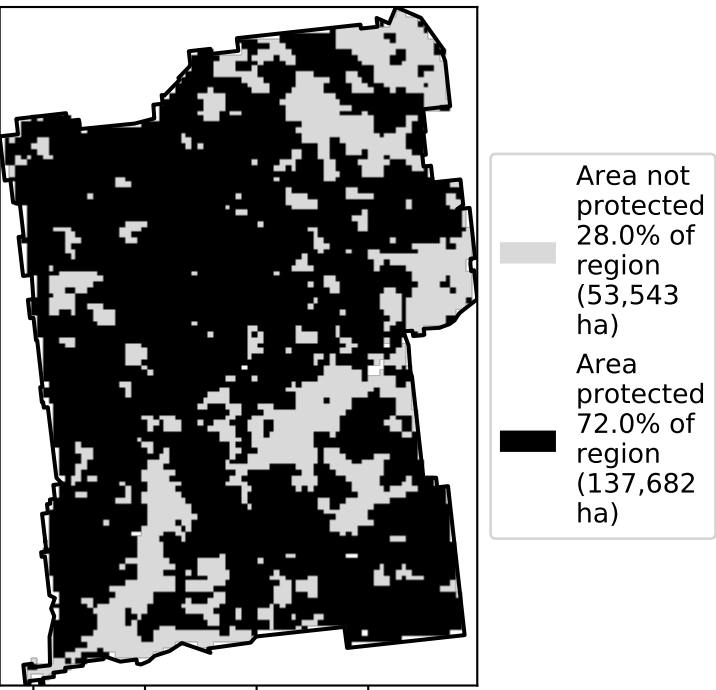 Area not
protected
28.0% of
region
(53,543
ha)
Area
protected
72.0% of
region
(137,682
ha)